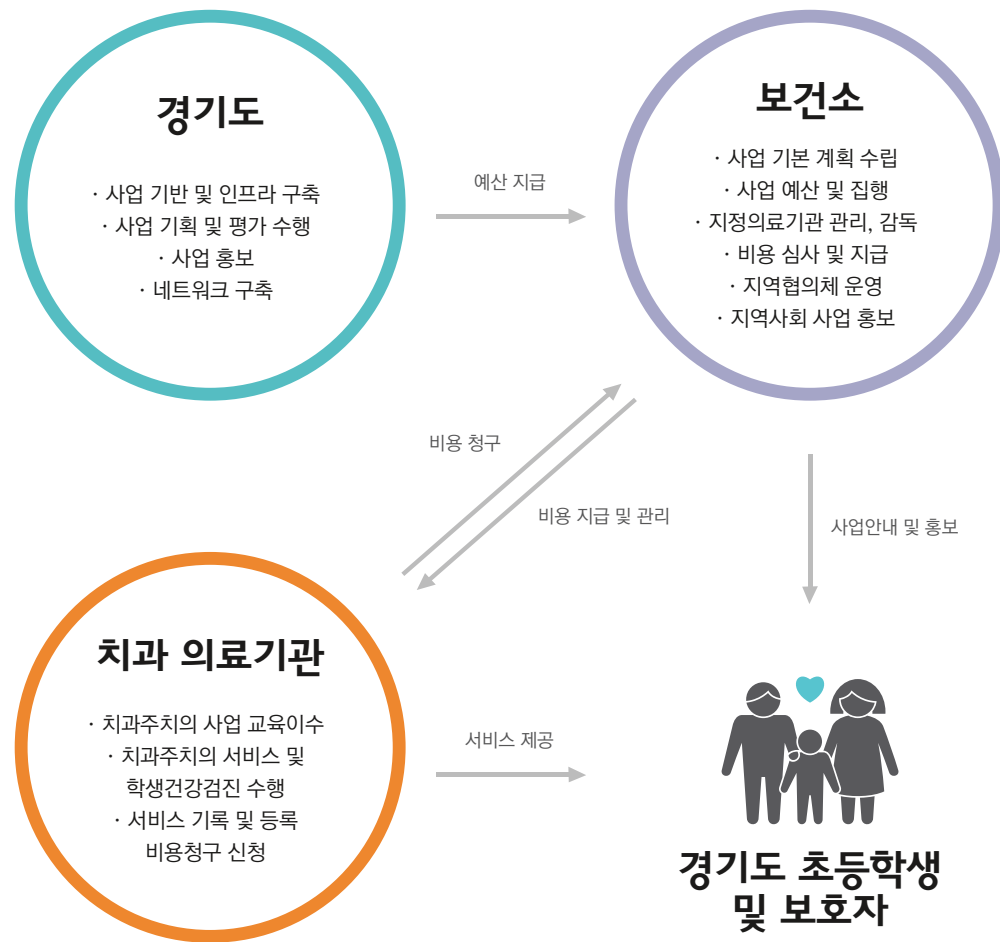 경기도
· 사업 기반 및 인프라 구축
· 사업 기획 및 평가 수행
· 사업 홍보
· 네트워크 구축
예산 지급
보건소
· 사업 기본 계획 수립
· 사업 예산 및 집행
· 지정의료기관 관리, 감독
· 비용 심사 및 지급
· 지역협의체 운영
· 지역사회 사업 홍보
비용 청구
비용 지급 및 관리
사업안내 및 홍보
치과 의료기관
· 치과주치의 사업 교육이수
· 치과주치의 서비스 및
학생건강검진 수행
· 서비스 기록 및 등록
비용청구 신청
서비스 제공
경기도 초등학생
및 보호자